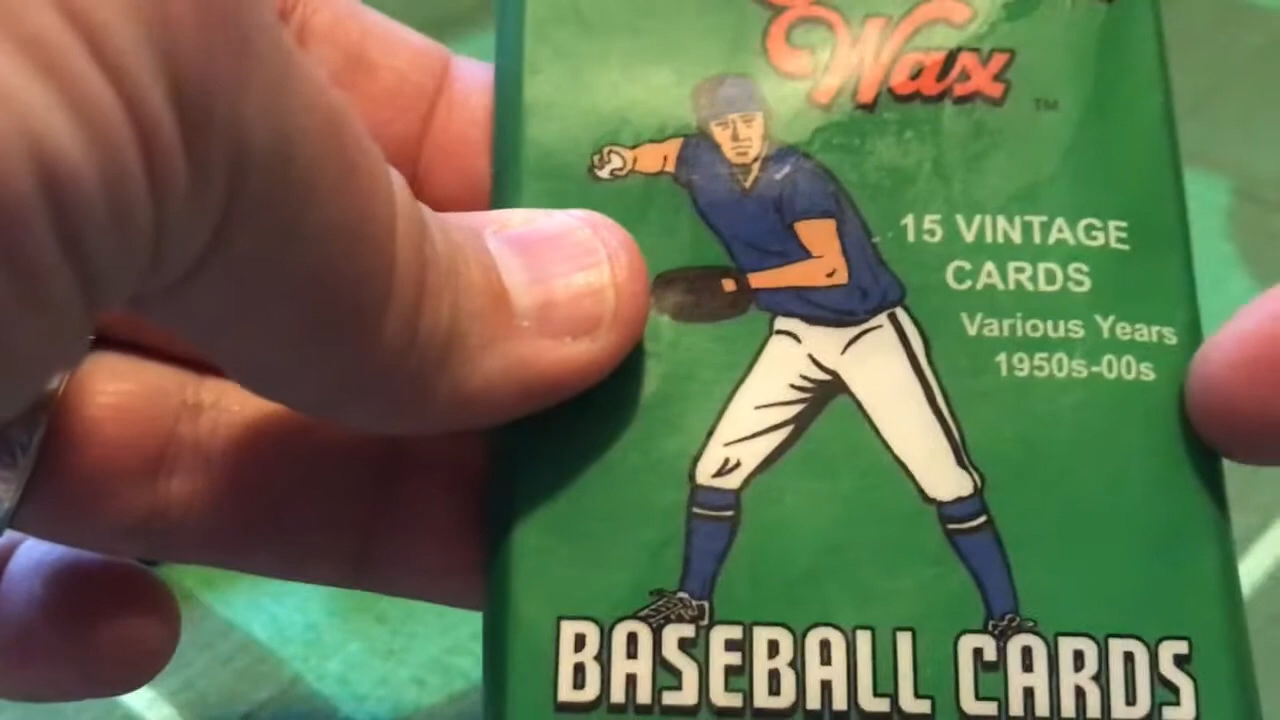 Wax
TM
15 VINTAGE
CARDS
Various Years
1950s-00s
BASEBALL CARDS